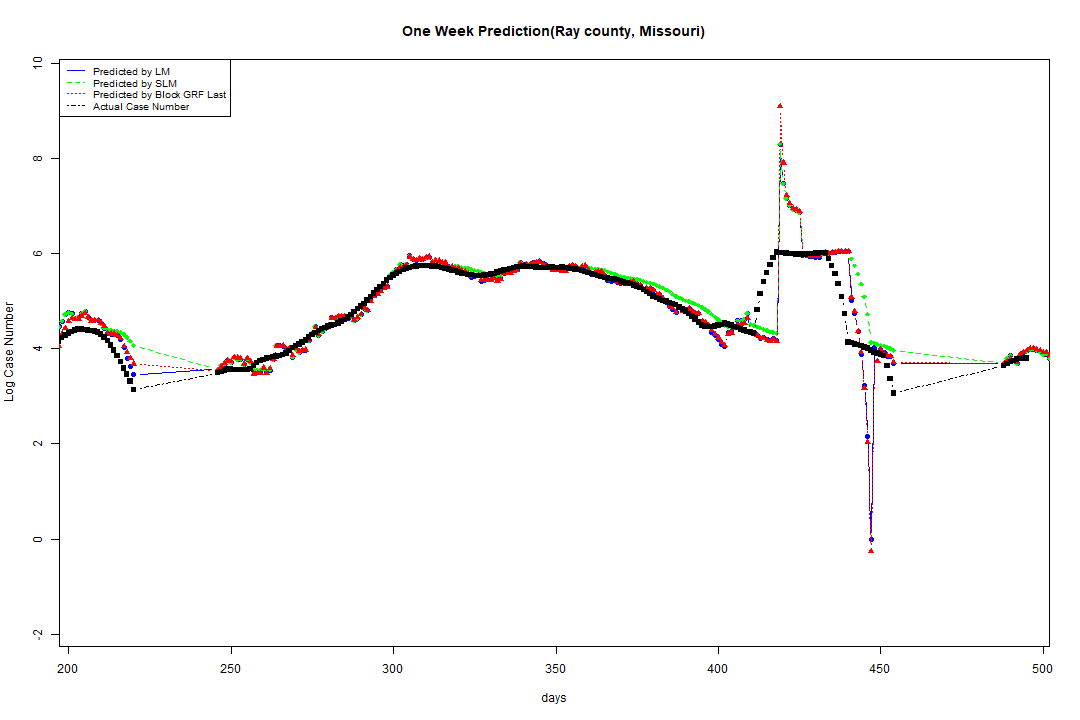 One Week Prediction(Ray county, Missouri)
Predicted by LM
Predicted by SLM
Predicted by Block GRF Last
Actual Case Number
10
8
6
4
2
0
-2
Log Case Number
200 250 300 350 400 450 500
days